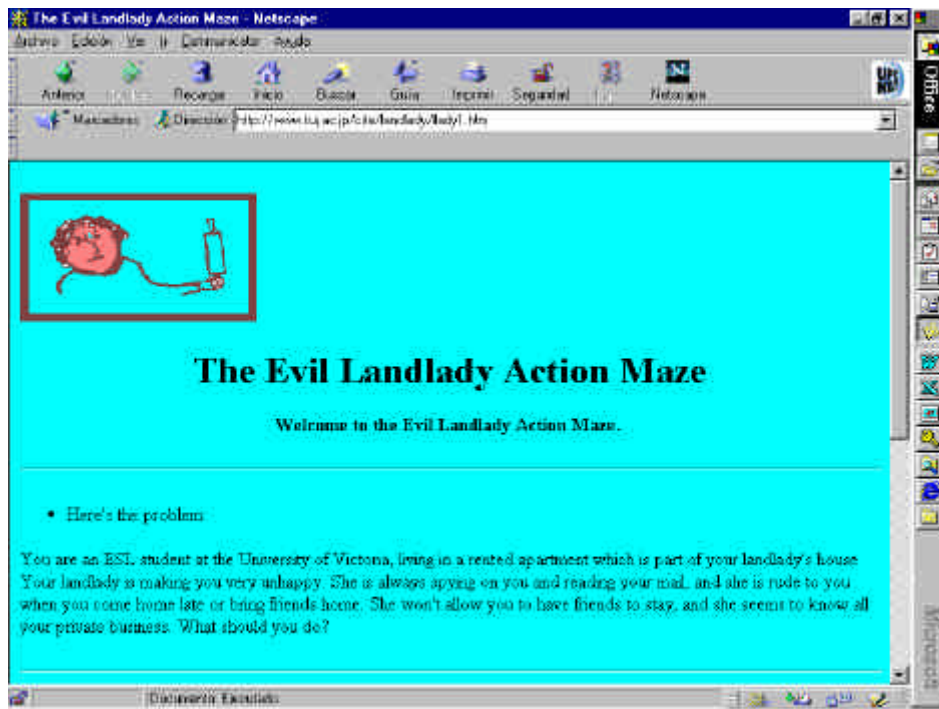 The Evil Landlady Action Maze - Netscape
Archivo Edición Ver Ir Communicator Ayuda
Anterior Recargar Inicio Buscar Guía Imprimir Seguridad Netscape
Marcadores Dirección
Office
The Evil Landlady Action Maze
Welcome to the Evil Landlady Action Maze.
• Here's the problem
You are an ESL student at the University of Victoria, living in a rented apartment which is part of your landlady's house
Your landlady is making you very unhappy. She is always spying on you and reading your mail, and she is rude to you
when you come home late or bring friends home. She won't allow you to have friends to stay, and she seems to know all
your private business. What should you do?
Microsoft
Documento: